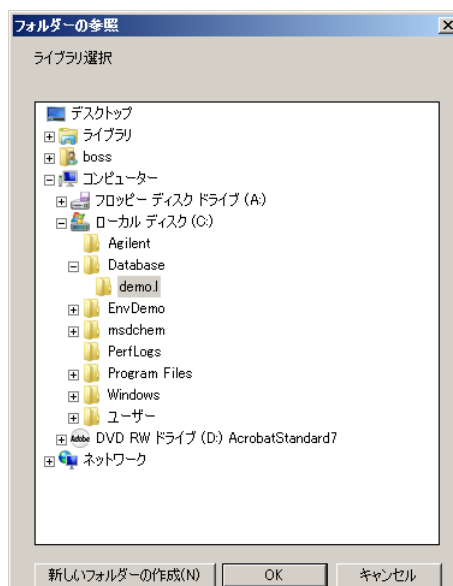 フォルダーの参照
ライブラリ選択
デスクトップ
ライブラリ
boss
コンピューター
フロッピー ディスク ドライブ (A:)
ローカル ディスク (C:)
Agilent
Database
demo.l
EnvDemo
msdchem
PerfLogs
Program Files
Windows
ユーザー
Adobe DVD RW ドライブ (D:) AcrobatStandard7
ネットワーク
新しいフォルダーの作成(N) OK キャンセル